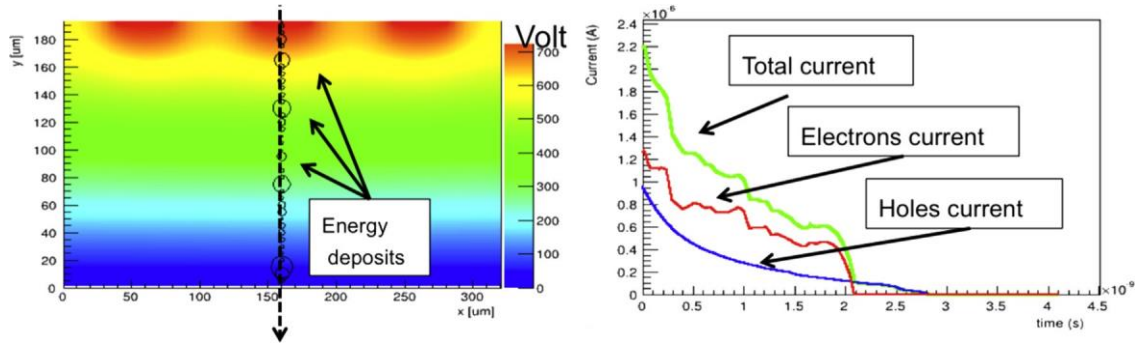 y [um]
180
160
140
120
100
80
60
40
20
0
0 50 100 150 200 250 300
x [um]
Volt
700
600
500
400
300
200
100
0
Energy
deposits
×10⁻⁶
Current (A)
2.4
2.2
2
1.8
1.6
1.4
1.2
1
0.8
0.6
0.4
0.2
0
0 0.5 1 1.5 2 2.5 3 3.5 4 4.5
×10⁻⁹
time (s)
Total current
Electrons current
Holes current